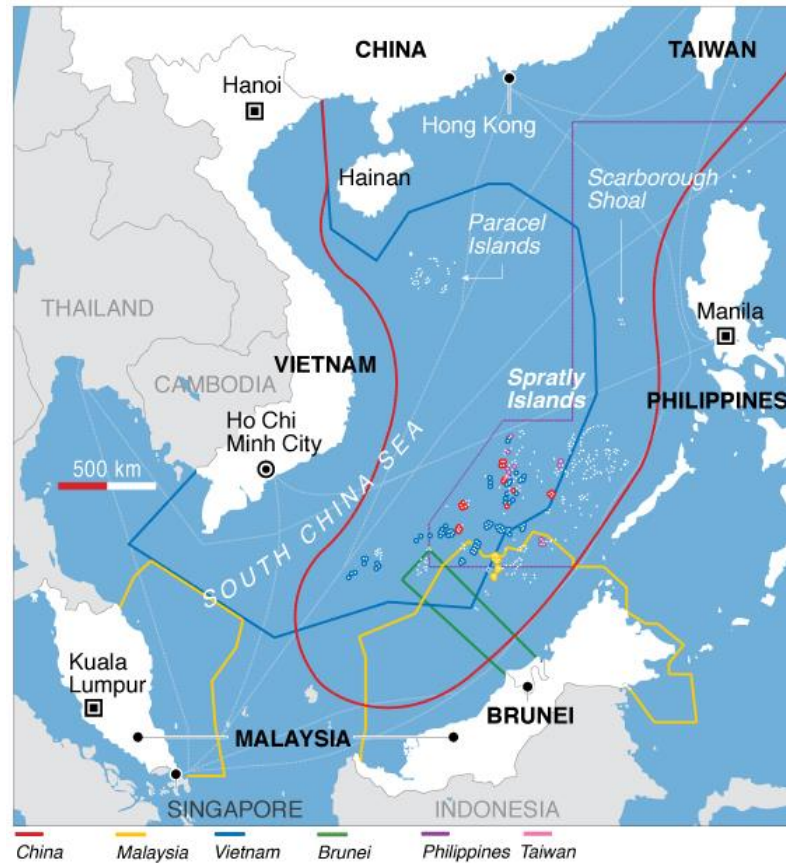 CHINA
TAIWAN
Hanoi
Hong Kong
Hainan
Scarborough
Shoal
Paracel
Islands
THAILAND
Manila
VIETNAM
CAMBODIA
Spratly
Islands
PHILIPPINES
Ho Chi
Minh City
500 km
SOUTH CHINA SEA
Kuala
Lumpur
BRUNEI
MALAYSIA
SINGAPORE
INDONESIA
China
Malaysia
Vietnam
Brunei
Philippines
Taiwan